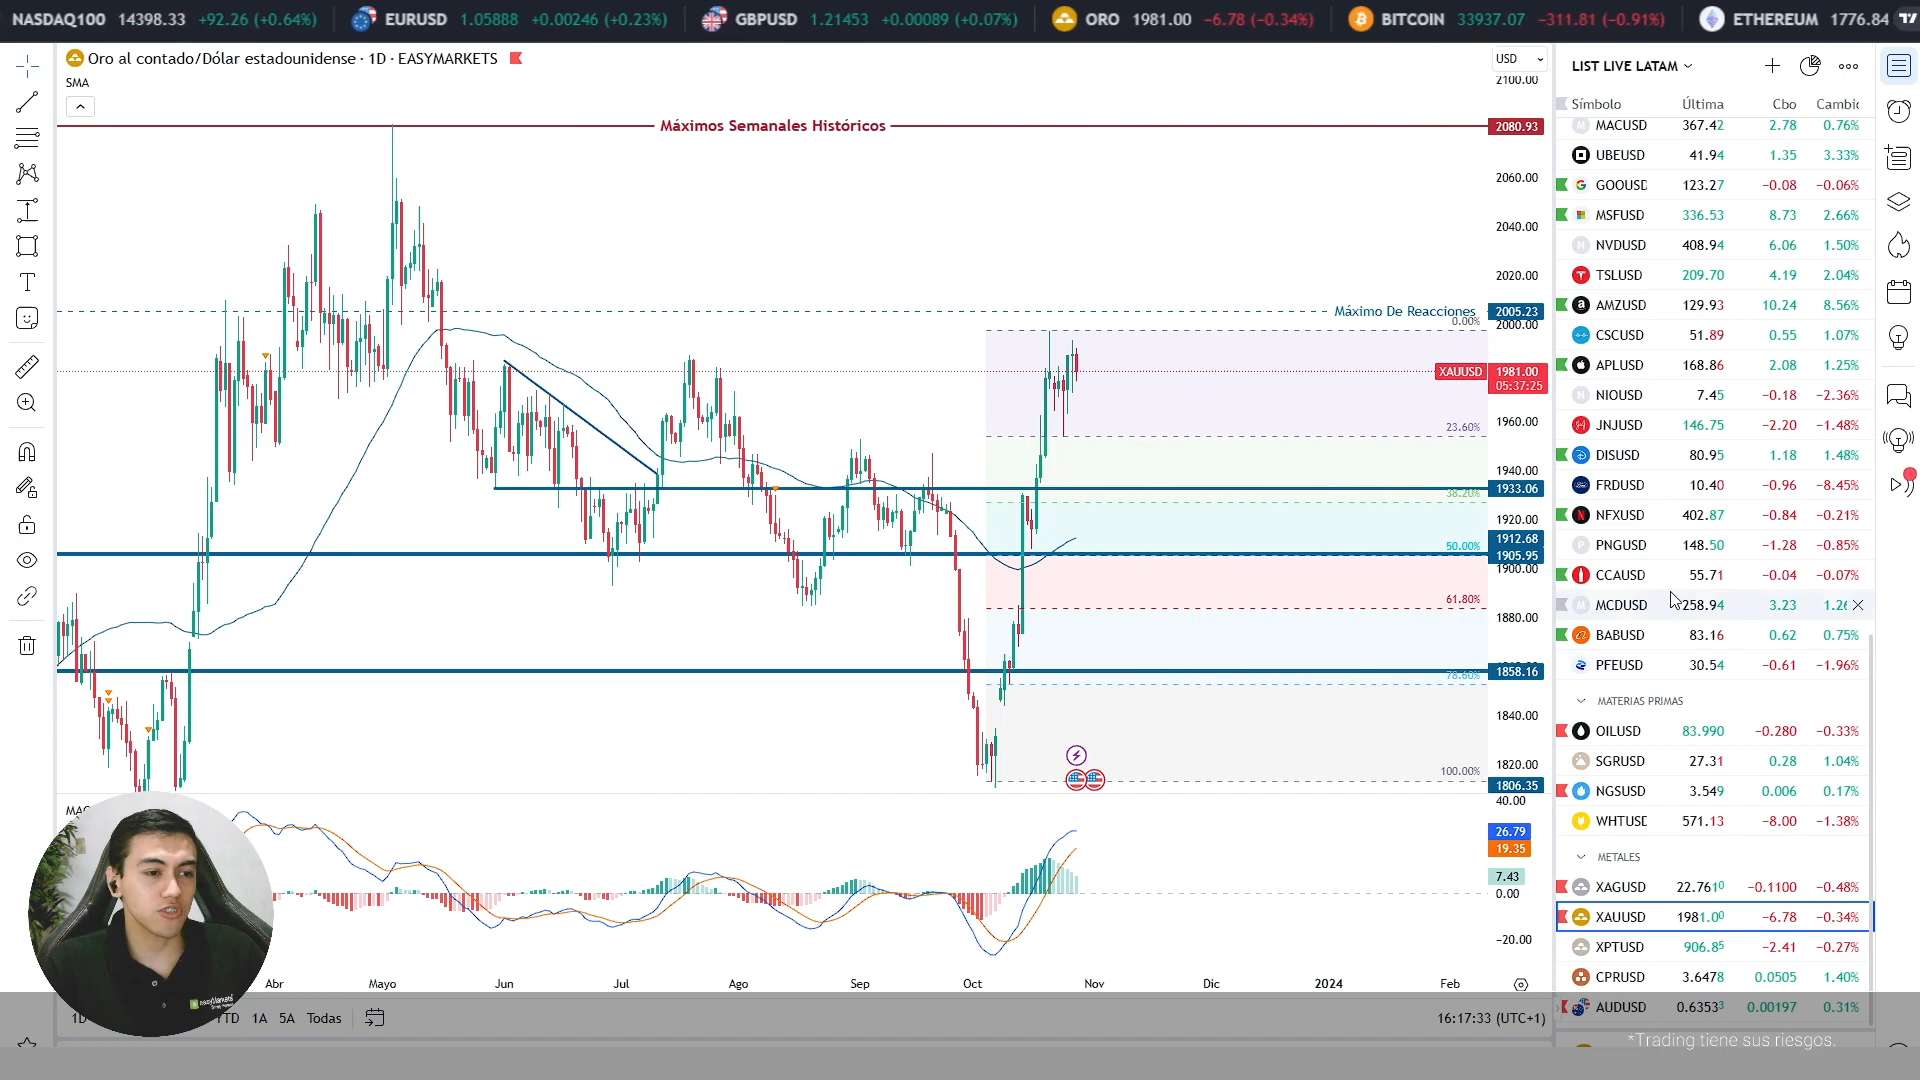 NASDAQ100 14398.33 +92.26 (+0.64%) EURUSD 1.05888 +0.00246 (+0.23%) GBPUSD 1.21453 +0.00089 (+0.07%) ORO 1981.00 −6.78 (−0.34%) BITCOIN 33937.07 −311.81 (−0.91%) ETHEREUM 1776.84
Oro al contado/Dólar estadounidense · 1D · EASYMARKETS
SMA
USD
2100.00
Máximos Semanales Históricos
2080.93
2060.00
2040.00
2020.00
Máximo De Reacciones 2005.23
0.00% 2000.00
XAUUSD 1981.00
05:37:25
1960.00
23.60%
1940.00
1933.06
38.20%
1920.00
1912.68
50.00% 1905.95
1900.00
61.80%
1880.00
1858.16
78.60%
1840.00
1820.00
100.00%
1806.35
40.00
26.79
19.35
7.43
0.00
−20.00
Abr Mayo Jun Jul Ago Sep Oct Nov Dic 2024 Feb
YTD 1A 5A Todas
16:17:33 (UTC+1)
LIST LIVE LATAM
Símbolo Última Cbo
MACUSD 367.42 2.78 0.76%
UBEUSD 41.94 1.35 3.33%
GOOUSD 123.27 −0.08 −0.06%
MSFUSD 336.53 8.73 2.66%
NVDUSD 408.94 6.06 1.50%
TSLUSD 209.70 4.19 2.04%
AMZUSD 129.93 10.24 8.56%
CSCUSD 51.89 0.55 1.07%
APLUSD 168.86 2.08 1.25%
NIOUSD 7.45 −0.18 −2.36%
JNJUSD 146.75 −2.20 −1.48%
DISUSD 80.95 1.18 1.48%
FRDUSD 10.40 −0.96 −8.45%
NFXUSD 402.87 −0.84 −0.21%
PNGUSD 148.50 −1.28 −0.85%
CCAUSD 55.71 −0.04 −0.07%
MCDUSD 258.94 3.23 1.26
BABUSD 83.16 0.62 0.75%
PFEUSD 30.54 −0.61 −1.96%
MATERIAS PRIMAS
OILUSD 83.990 −0.280 −0.33%
SGRUSD 27.31 0.28 1.04%
NGSUSD 3.549 0.006 0.17%
WHTUSD 571.13 −8.00 −1.38%
METALES
XAGUSD 22.7610 −0.1100 −0.48%
XAUUSD 1981.00 −6.78 −0.34%
XPTUSD 906.85 −2.41 −0.27%
CPRUSD 3.6478 0.0505 1.40%
AUDUSD 0.63533 0.00197 0.31%
*Trading tiene sus riesgos.